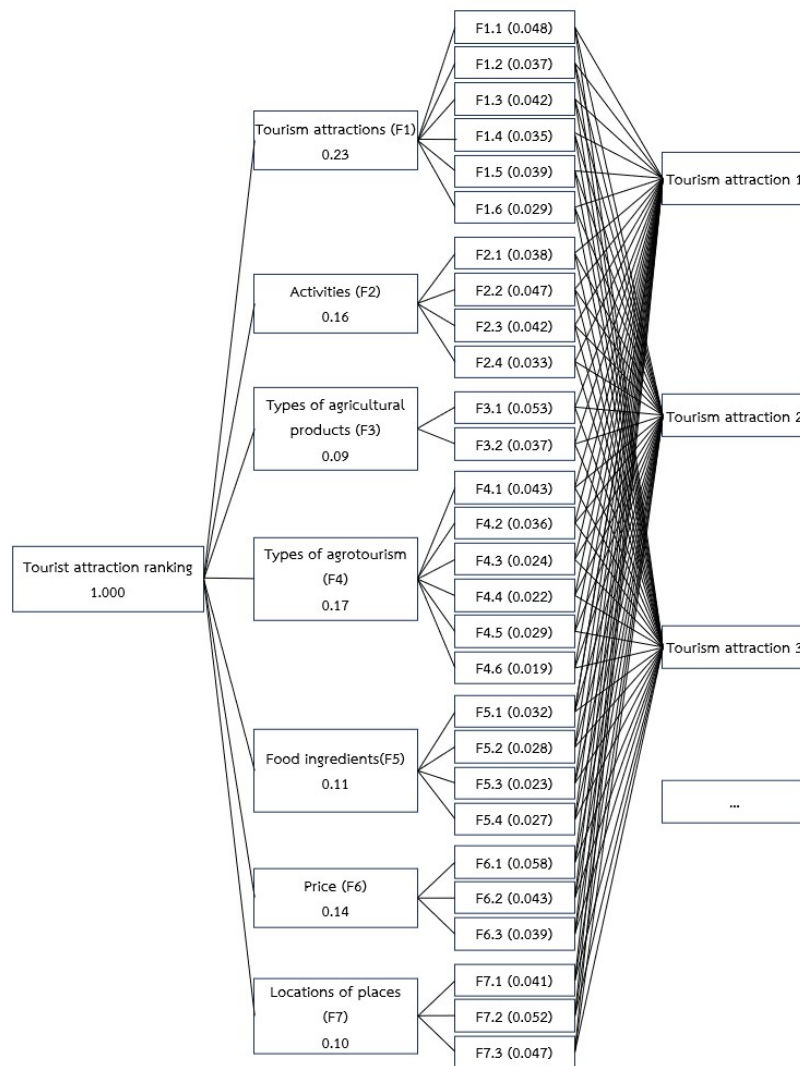 Tourist attraction ranking
1.000
Tourism attractions (F1)
0.23
Activities (F2)
0.16
Types of agricultural
products (F3)
0.09
Types of agrotourism
(F4)
0.17
Food ingredients(F5)
0.11
Price (F6)
0.14
Locations of places
(F7)
0.10
F1.1 (0.048)
F1.2 (0.037)
F1.3 (0.042)
F1.4 (0.035)
F1.5 (0.039)
F1.6 (0.029)
F2.1 (0.038)
F2.2 (0.047)
F2.3 (0.042)
F2.4 (0.033)
F3.1 (0.053)
F3.2 (0.037)
F4.1 (0.043)
F4.2 (0.036)
F4.3 (0.024)
F4.4 (0.022)
F4.5 (0.029)
F4.6 (0.019)
F5.1 (0.032)
F5.2 (0.028)
F5.3 (0.023)
F5.4 (0.027)
F6.1 (0.058)
F6.2 (0.043)
F6.3 (0.039)
F7.1 (0.041)
F7.2 (0.052)
F7.3 (0.047)
Tourism attraction 1
Tourism attraction 2
Tourism attraction 3
...